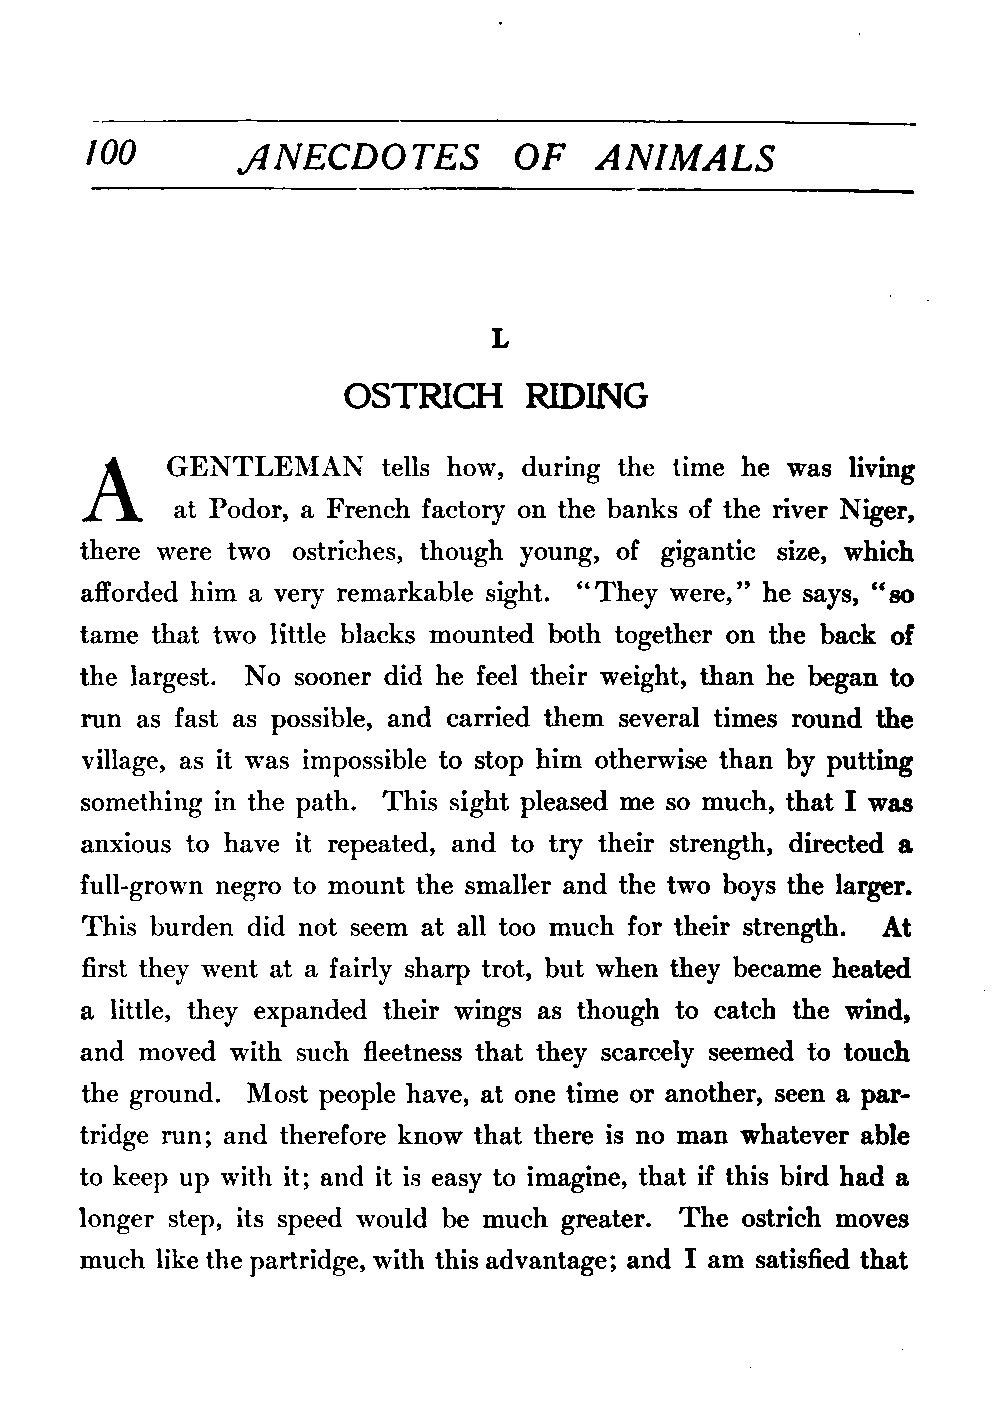 100 ANECDOTES OF ANIMALS
L
OSTRICH RIDING
A GENTLEMAN tells how, during the time he was living
at Podor, a French factory on the banks of the river Niger,
there were two ostriches, though young, of gigantic size, which
afforded him a very remarkable sight. "They were," he says, "so
tame that two little blacks mounted both together on the back of
the largest. No sooner did he feel their weight, than he began to
run as fast as possible, and carried them several times round the
village, as it was impossible to stop him otherwise than by putting
something in the path. This sight pleased me so much, that I was
anxious to have it repeated, and to try their strength, directed a
full-grown negro to mount the smaller and the two boys the larger.
This burden did not seem at all too much for their strength. At
first they went at a fairly sharp trot, but when they became heated
a little, they expanded their wings as though to catch the wind,
and moved with such fleetness that they scarcely seemed to touch
the ground. Most people have, at one time or another, seen a par-
tridge run; and therefore know that there is no man whatever able
to keep up with it; and it is easy to imagine, that if this bird had a
longer step, its speed would be much greater. The ostrich moves
much like the partridge, with this advantage; and I am satisfied that